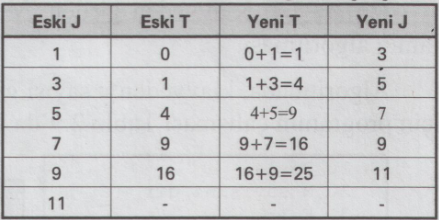 Eski J Eski T Yeni T Yeni J
1 0 0+1=1 3
3 1 1+3=4 5
5 4 4+5=9 7
7 9 9+7=16 9
9 16 16+9=25 11
11 - - -